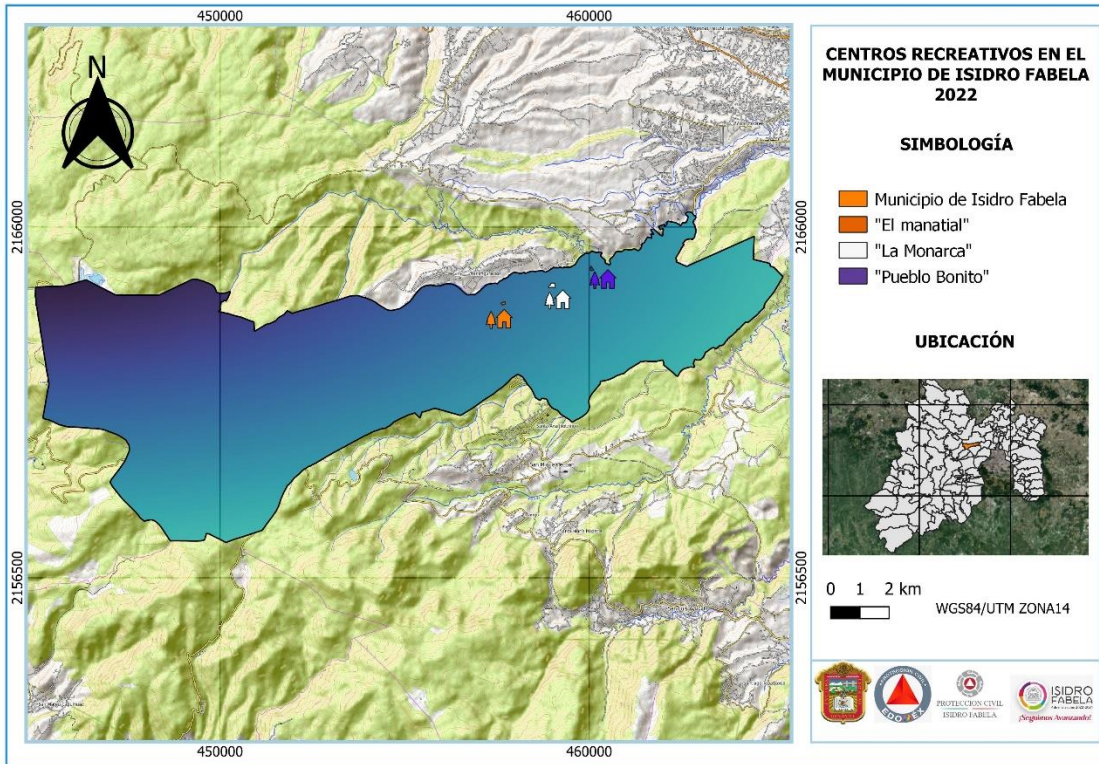 450000
460000
N
2166000
2166000
2156500
2156500
450000
460000
CENTROS RECREATIVOS EN EL
MUNICIPIO DE ISIDRO FABELA
2022
SIMBOLOGÍA
Municipio de Isidro Fabela
"El manatial"
"La Monarca"
"Pueblo Bonito"
UBICACIÓN
0 1 2 km
WGS84/UTM ZONA14
EDO MEX
PROTECCION CIVIL
ISIDRO FABELA
ISIDRO
FABELA
¡Seguimos Avanzando!